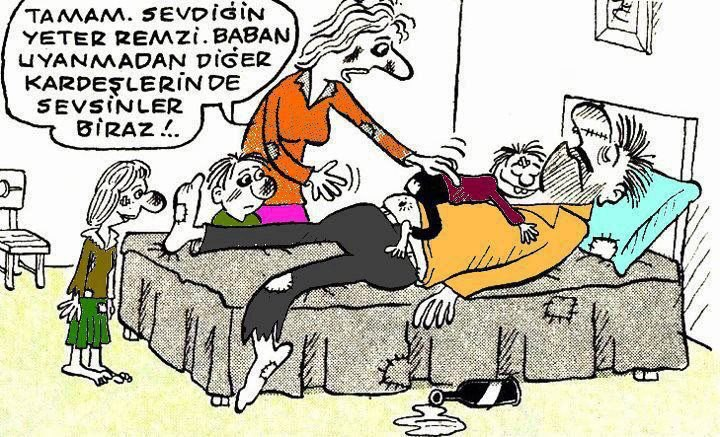 TAMAM. SEVDİĞİN
YETER REMZİ. BABAN
UYANMADAN DİĞER
KARDEŞLERİN DE
SEVSİNLER
BİRAZ!..